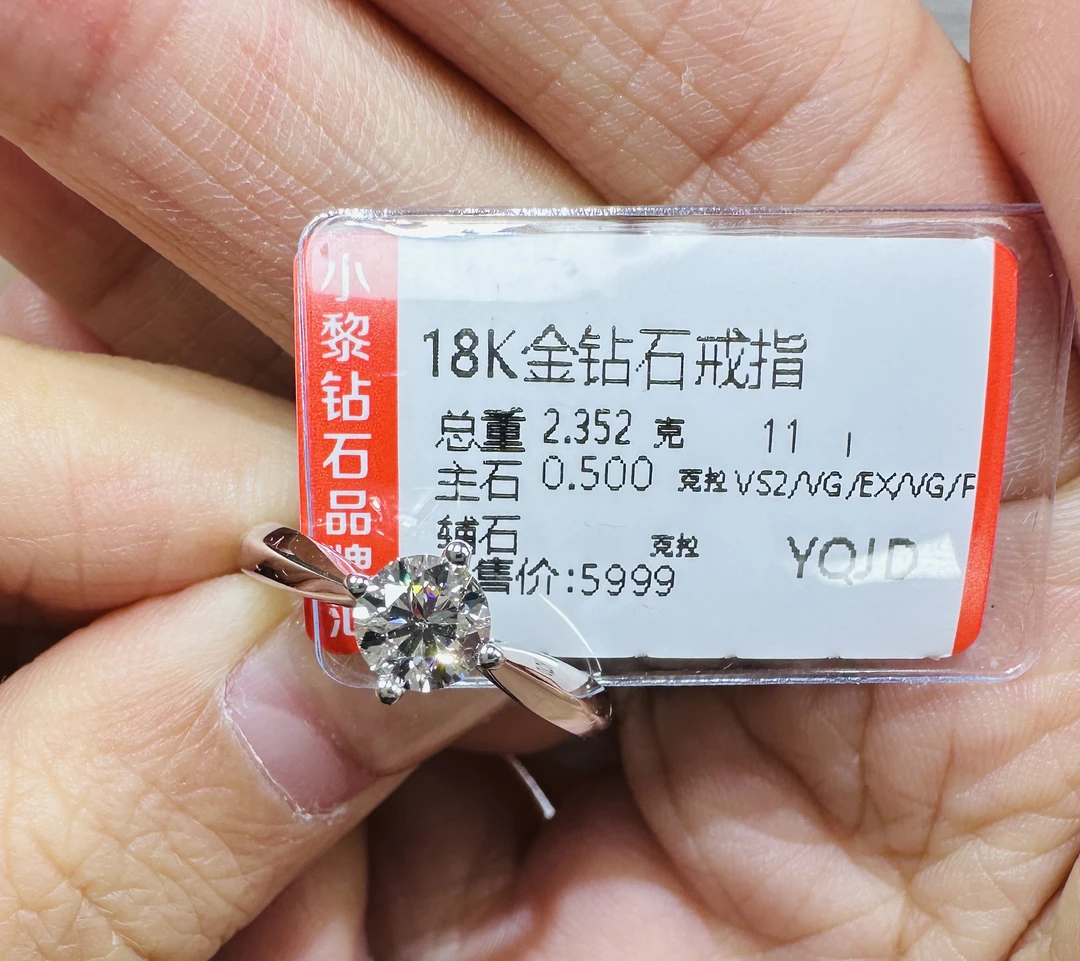 小黎钻石品牌
18K金钻石戒指
总重 2.352 克 11 I
主石 0.500 克拉 VS2/VG/EX/VG/F
辅石 克拉
售价:5999 YQJD